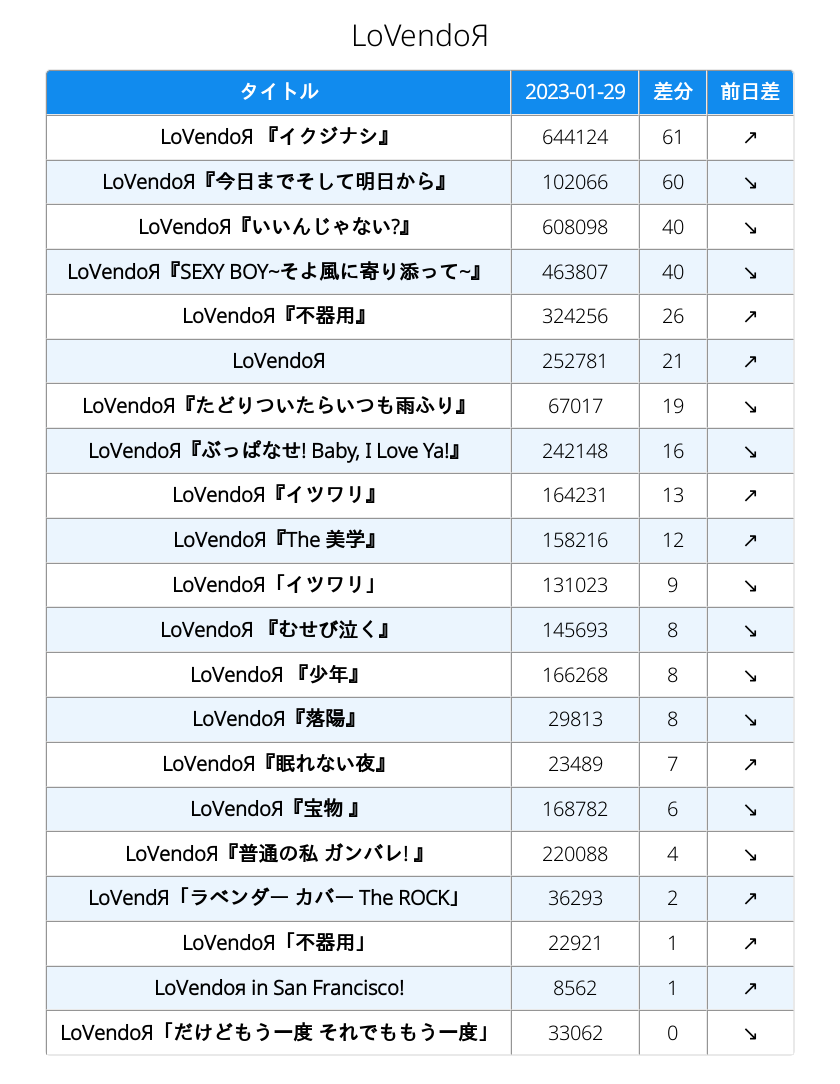 LoVendoЯ
タイトル 2023-01-29 差分 前日差
LoVendoЯ 『イクジナシ』 644124 61 ↗
LoVendoЯ『今日までそして明日から』 102066 60 ↘
LoVendoЯ『いいんじゃない?』 608098 40 ↘
LoVendoЯ『SEXY BOY~そよ風に寄り添って~』 463807 40 ↘
LoVendoЯ『不器用』 324256 26 ↗
LoVendoЯ 252781 21 ↗
LoVendoЯ『たどりついたらいつも雨ふり』 67017 19 ↘
LoVendoЯ『ぶっぱなせ! Baby, I Love Ya!』 242148 16 ↘
LoVendoЯ『イツワリ』 164231 13 ↗
LoVendoЯ『The 美学』 158216 12 ↗
LoVendoЯ「イツワリ」 131023 9 ↘
LoVendoЯ 『むせび泣く』 145693 8 ↘
LoVendoЯ 『少年』 166268 8 ↘
LoVendoЯ『落陽』 29813 8 ↘
LoVendoЯ『眠れない夜』 23489 7 ↗
LoVendoЯ『宝物 』 168782 6 ↘
LoVendoЯ『普通の私 ガンバレ! 』 220088 4 ↘
LoVendЯ「ラベンダー カバー The ROCK」 36293 2 ↗
LoVendoЯ「不器用」 22921 1 ↗
LoVendoя in San Francisco! 8562 1 ↗
LoVendoЯ「だけどもう一度 それでももう一度」 33062 0 ↘